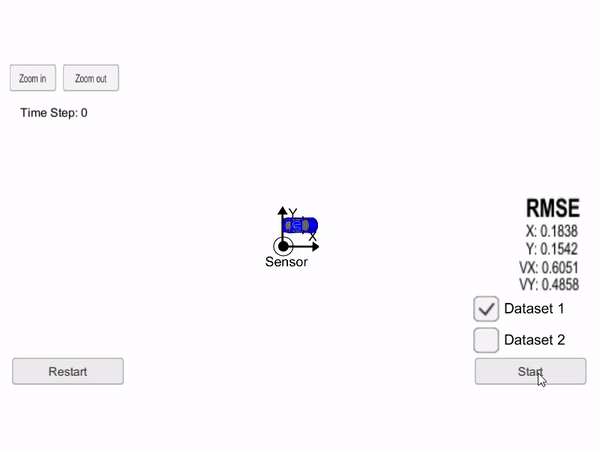 Zoom in
Zoom out
Time Step: 0
Y
X
Sensor
RMSE
X: 0.1838
Y: 0.1542
VX: 0.6051
VY: 0.4858
Dataset 1
Dataset 2
Restart
Start